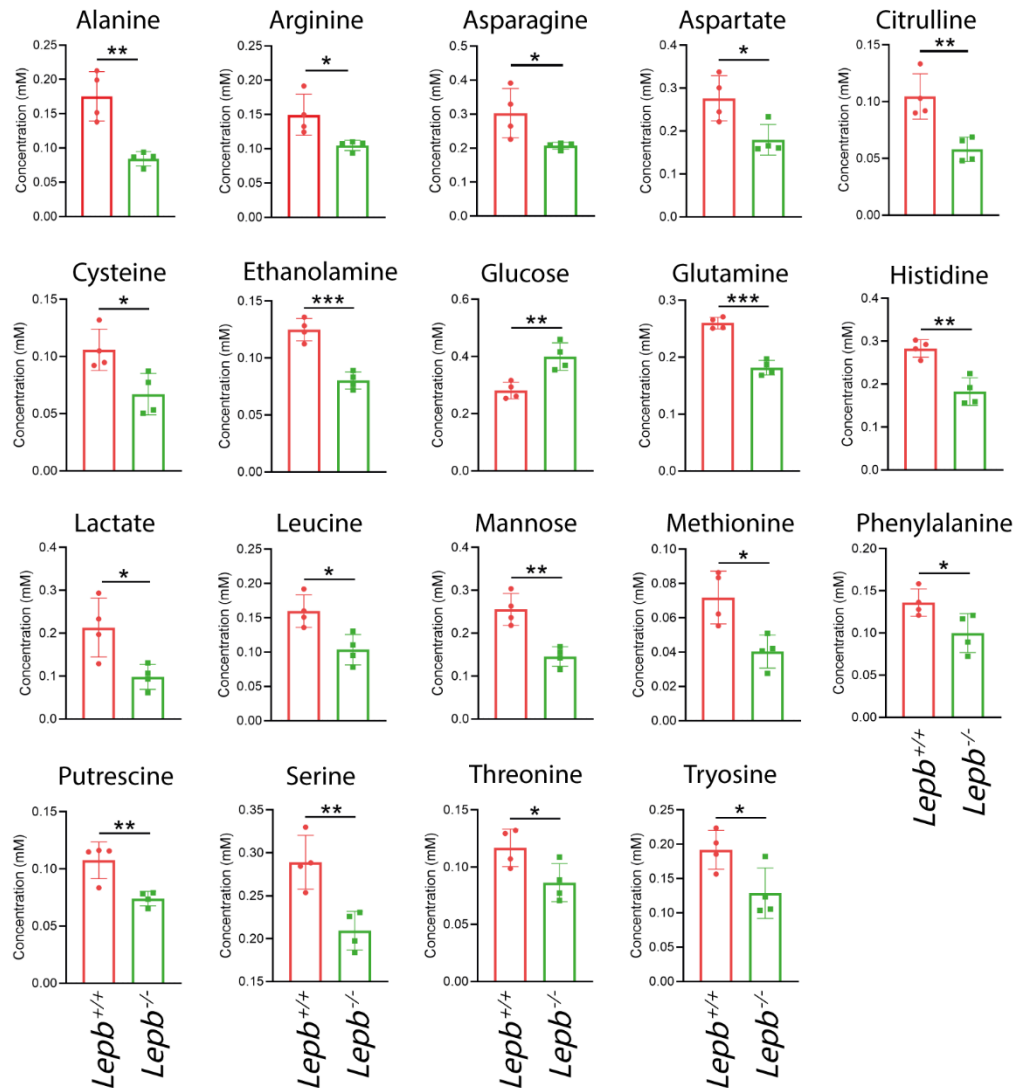 Alanine Arginine Asparagine Aspartate Citrulline
Concentration (mM) Concentration (mM) Concentration (mM) Concentration (mM) Concentration (mM)
0.25 0.20 0.15 0.10 0.05 0.00 **
0.25 0.20 0.15 0.10 0.05 0.00 *
0.5 0.4 0.3 0.2 0.1 0.0 *
0.4 0.3 0.2 0.1 0.0 *
0.15 0.10 0.05 0.00 **
Cysteine Ethanolamine Glucose Glutamine Histidine
Concentration (mM) Concentration (mM) Concentration (mM) Concentration (mM) Concentration (mM)
0.15 0.10 0.05 0.00 *
0.15 0.10 0.05 0.00 ***
0.6 0.4 0.2 0.0 **
0.3 0.2 0.1 0.0 ***
0.4 0.3 0.2 0.1 0.0 **
Lactate Leucine Mannose Methionine Phenylalanine
Concentration (mM) Concentration (mM) Concentration (mM) Concentration (mM) Concentration (mM)
0.4 0.3 0.2 0.1 0.0 *
0.25 0.20 0.15 0.10 0.05 0.00 *
0.4 0.3 0.2 0.1 0.0 **
0.10 0.08 0.06 0.04 0.02 0.00 *
0.20 0.15 0.10 0.05 0.00 *
Lepb+/+ Lepb-/-
Putrescine Serine Threonine Tryosine
Concentration (mM) Concentration (mM) Concentration (mM) Concentration (mM)
0.15 0.10 0.05 0.00 **
0.35 0.30 0.25 0.20 0.15 **
0.15 0.10 0.05 0.00 *
0.25 0.20 0.15 0.10 0.05 0.00 *
Lepb+/+ Lepb-/- Lepb+/+ Lepb-/- Lepb+/+ Lepb-/- Lepb+/+ Lepb-/-